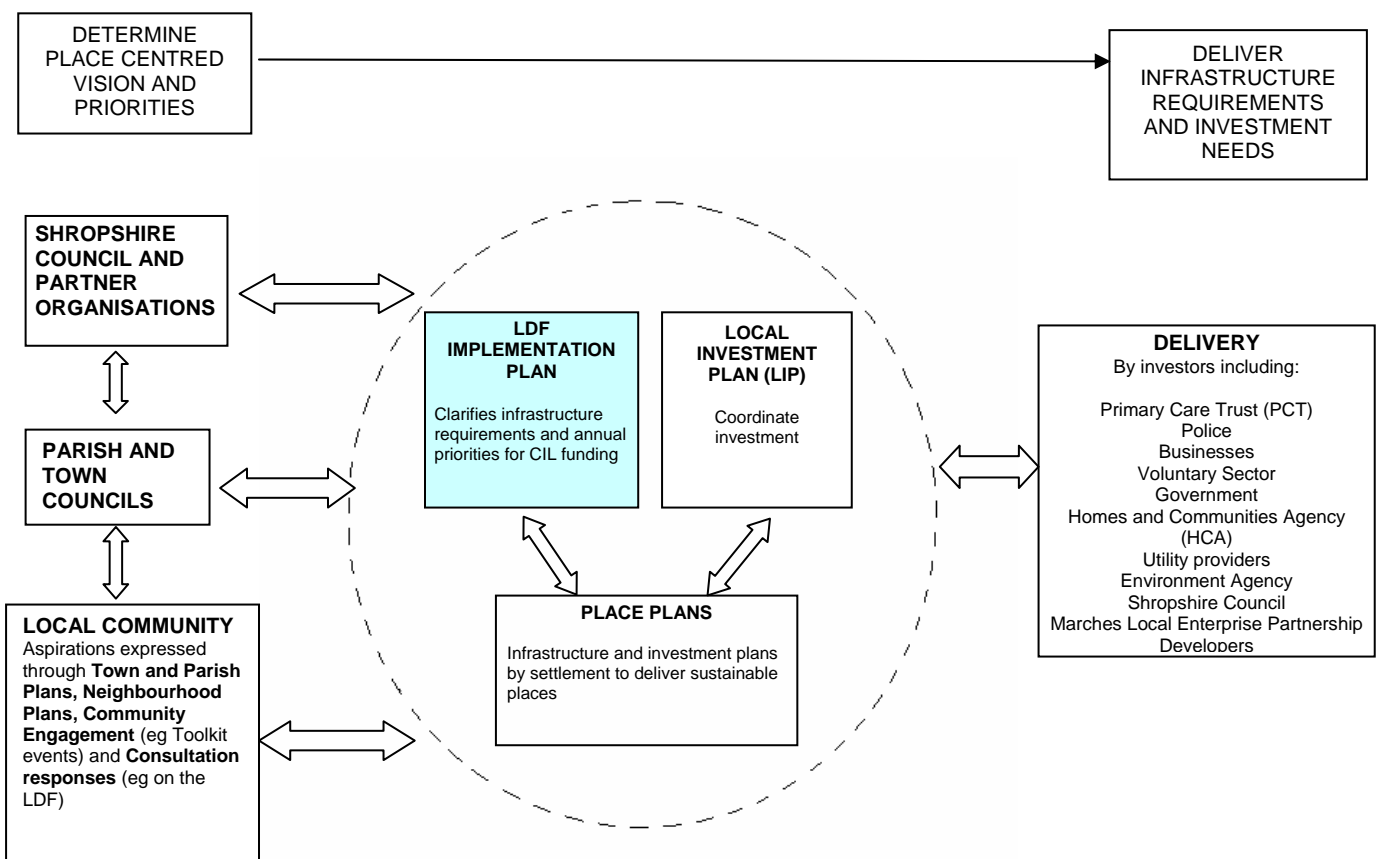 DETERMINE
PLACE CENTRED
VISION AND
PRIORITIES
DELIVER
INFRASTRUCTURE
REQUIREMENTS
AND INVESTMENT
NEEDS
SHROPSHIRE
COUNCIL AND
PARTNER
ORGANISATIONS
PARISH AND
TOWN
COUNCILS
LOCAL COMMUNITY
Aspirations expressed
through Town and Parish
Plans, Neighbourhood
Plans, Community
Engagement (eg Toolkit
events) and Consultation
responses (eg on the
LDF)
LDF
IMPLEMENTATION
PLAN
Clarifies infrastructure
requirements and annual
priorities for CIL funding
LOCAL
INVESTMENT
PLAN (LIP)
Coordinate
investment
PLACE PLANS
Infrastructure and investment plans
by settlement to deliver sustainable
places
DELIVERY
By investors including:
Primary Care Trust (PCT)
Police
Businesses
Voluntary Sector
Government
Homes and Communities Agency
(HCA)
Utility providers
Environment Agency
Shropshire Council
Marches Local Enterprise Partnership
Developers